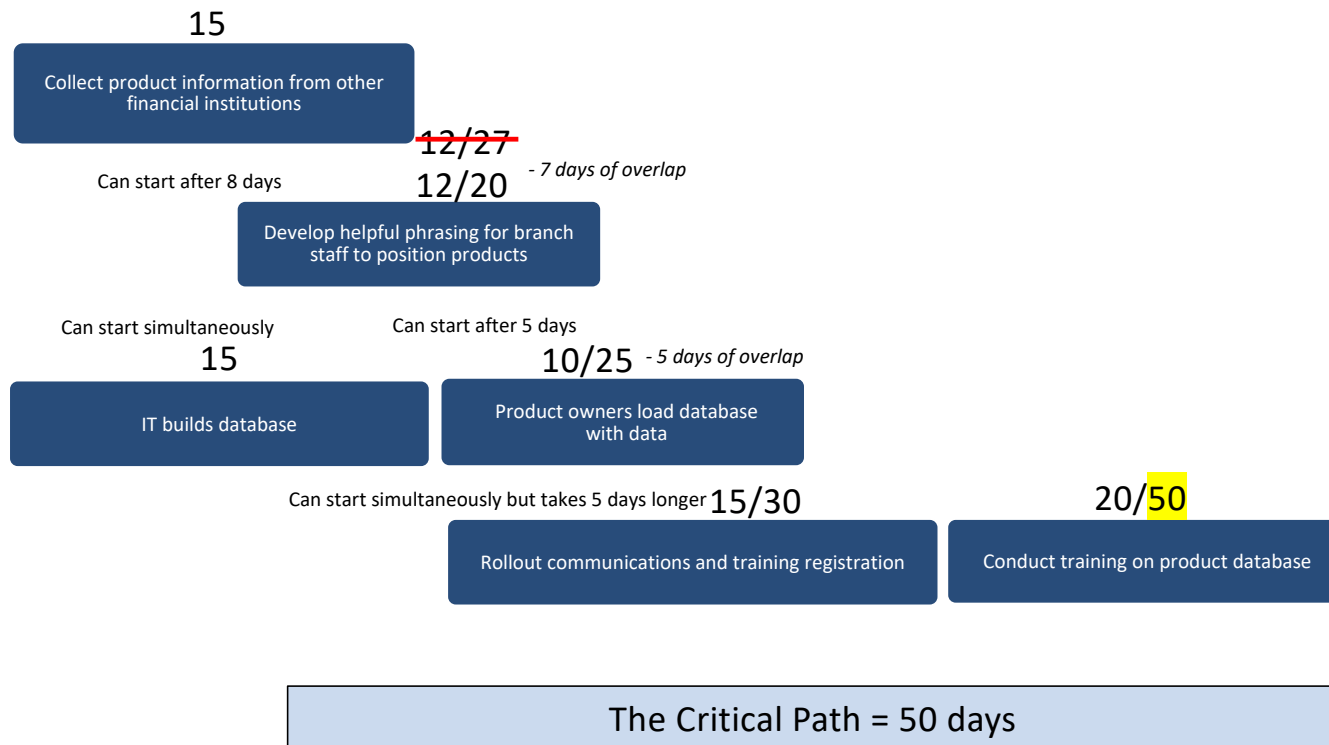 15
Collect product information from other
financial institutions
12/27
Can start after 8 days
12/20
- 7 days of overlap
Develop helpful phrasing for branch
staff to position products
Can start simultaneously
Can start after 5 days
15
10/25
- 5 days of overlap
IT builds database
Product owners load database
with data
Can start simultaneously but takes 5 days longer
15/30
20/50
Rollout communications and training registration
Conduct training on product database
The Critical Path = 50 days